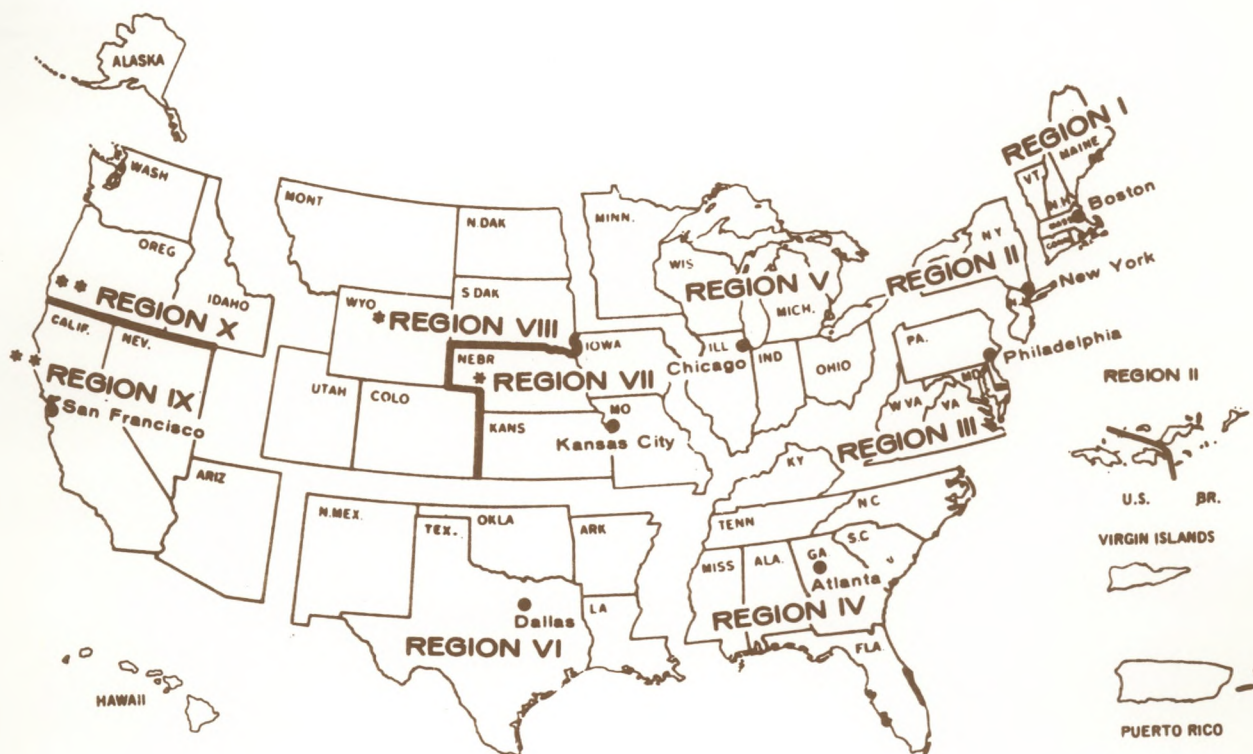 ALASKA
REGION I
MAINE
VT.
N.H.
MASS
CONN
Boston
WASH
MONT
N.DAK
MINN.
OREG
IDAHO
WIS
N.Y
REGION II
New York
N.J.
** REGION X
WYO
S DAK
*REGION VIII
REGION V
MICH.
CALIF.
NEV.
NEBR
IOWA
ILL
IND
OHIO
PA.
Philadelphia
Chicago
MD
** REGION IX
San Francisco
UTAH
COLO
* REGION VII
KANS
MO
Kansas City
W VA
VA
REGION III
REGION II
KY
U.S. BR.
VIRGIN ISLANDS
ARIZ
N.MEX.
TEX.
OKLA
ARK
TENN
N C
S.C
MISS
ALA.
GA
Atlanta
REGION IV
LA
Dallas
REGION VI
FLA.
HAWAII
PUERTO RICO